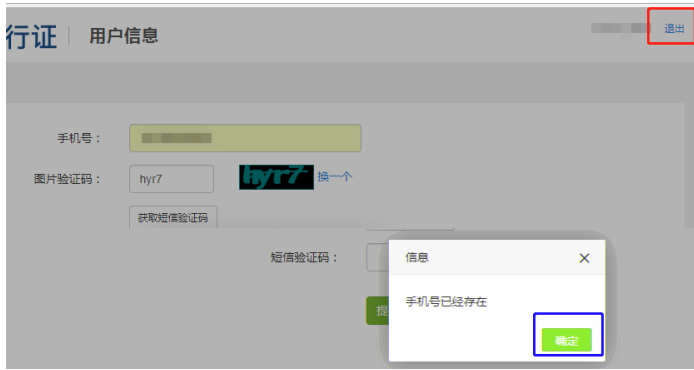 行证 用户信息 退出
手机号：
图片验证码： hyr7 hyr7 换一个
获取短信验证码
短信验证码：
信息
手机号已经存在
提
确定